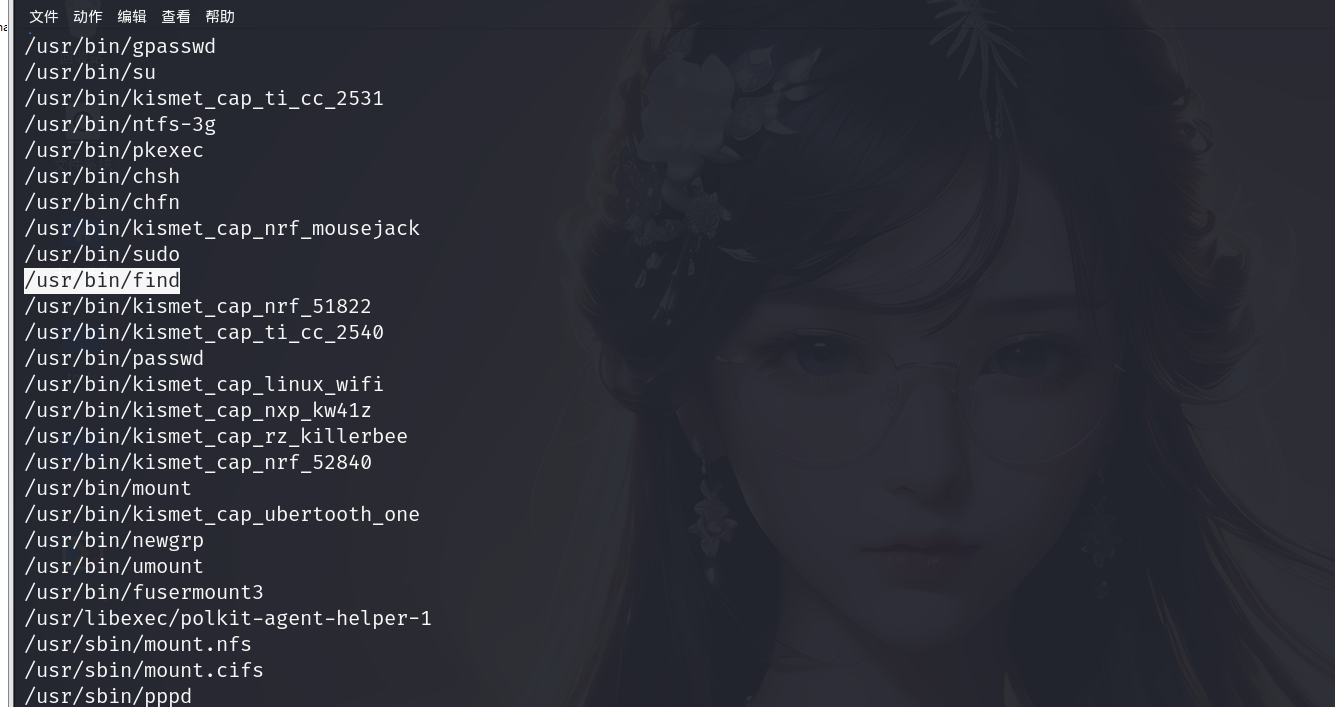 文件 动作 编辑 查看 帮助
/usr/bin/gpasswd
/usr/bin/su
/usr/bin/kismet_cap_ti_cc_2531
/usr/bin/ntfs-3g
/usr/bin/pkexec
/usr/bin/chsh
/usr/bin/chfn
/usr/bin/kismet_cap_nrf_mousejack
/usr/bin/sudo
/usr/bin/find
/usr/bin/kismet_cap_nrf_51822
/usr/bin/kismet_cap_ti_cc_2540
/usr/bin/passwd
/usr/bin/kismet_cap_linux_wifi
/usr/bin/kismet_cap_nxp_kw41z
/usr/bin/kismet_cap_rz_killerbee
/usr/bin/kismet_cap_nrf_52840
/usr/bin/mount
/usr/bin/kismet_cap_ubertooth_one
/usr/bin/newgrp
/usr/bin/umount
/usr/bin/fusermount3
/usr/libexec/polkit-agent-helper-1
/usr/sbin/mount.nfs
/usr/sbin/mount.cifs
/usr/sbin/pppd